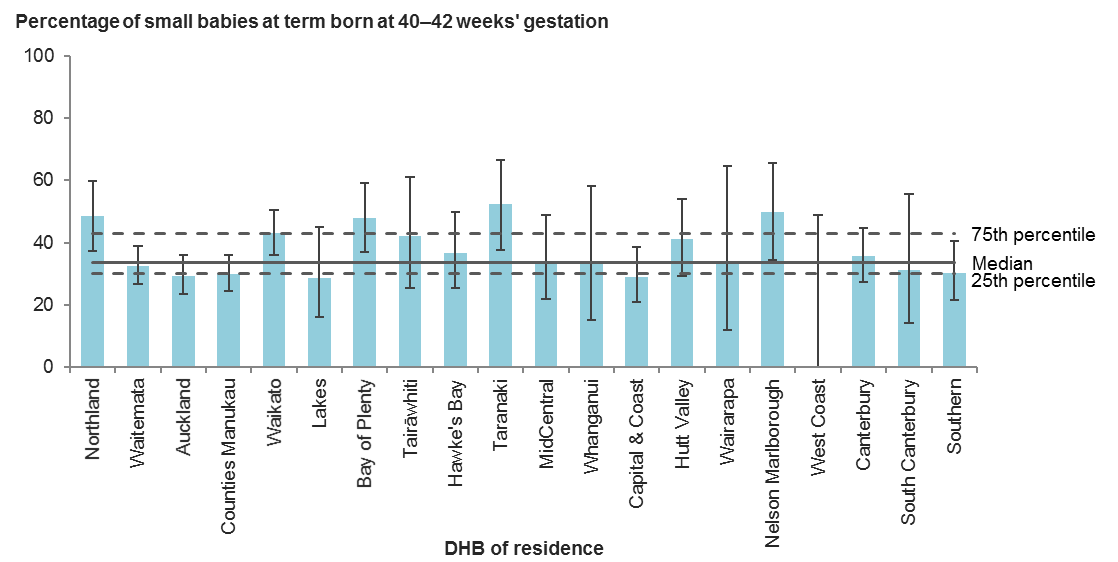 Percentage of small babies at term born at 40–42 weeks' gestation
100
80
60
40
20
0
75th percentile
Median
25th percentile
Northland
Waitemata
Auckland
Counties Manukau
Waikato
Lakes
Bay of Plenty
Tairāwhiti
Hawke's Bay
Taranaki
MidCentral
Whanganui
Capital & Coast
Hutt Valley
Wairarapa
Nelson Marlborough
West Coast
Canterbury
South Canterbury
Southern
DHB of residence